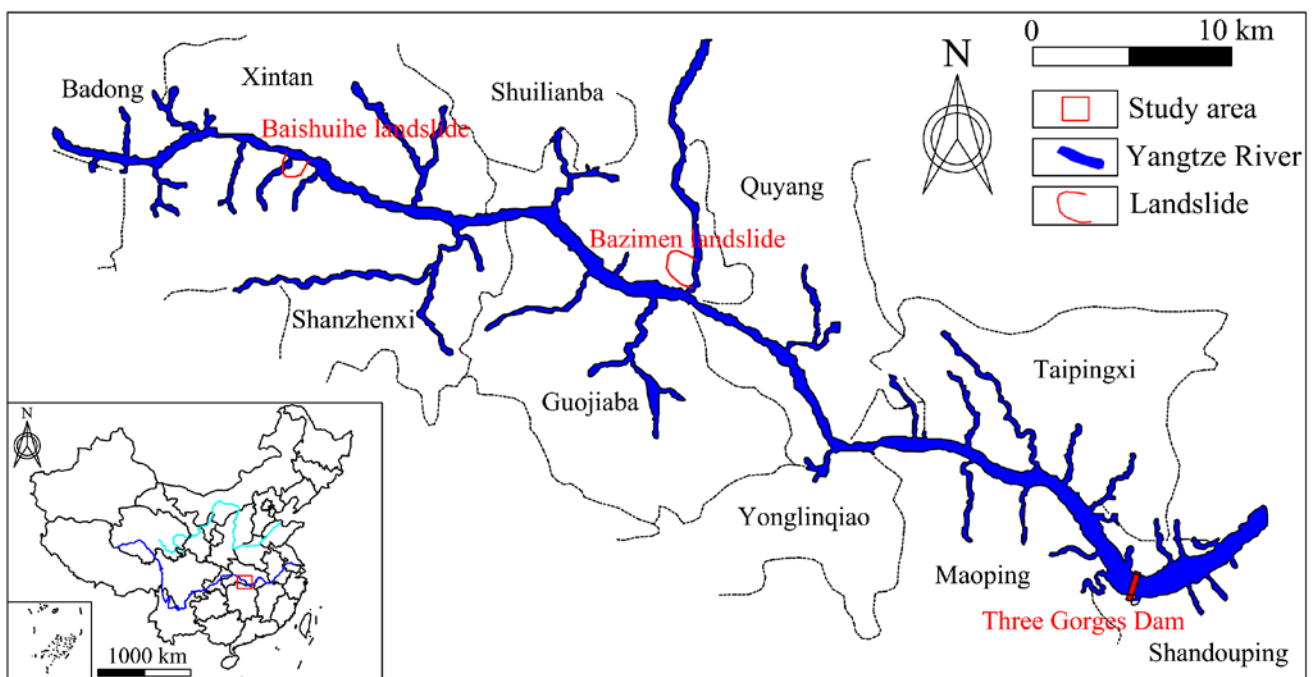 0 10 km
N
Study area
Yangtze River
Landslide
Badong
Xintan
Shuilianba
Baishuihe landslide
Quyang
Bazimen landslide
Shanzhenxi
Guojiaba
Taipingxi
Yonglinqiao
Maoping
Three Gorges Dam
Shandouping
N
1000 km